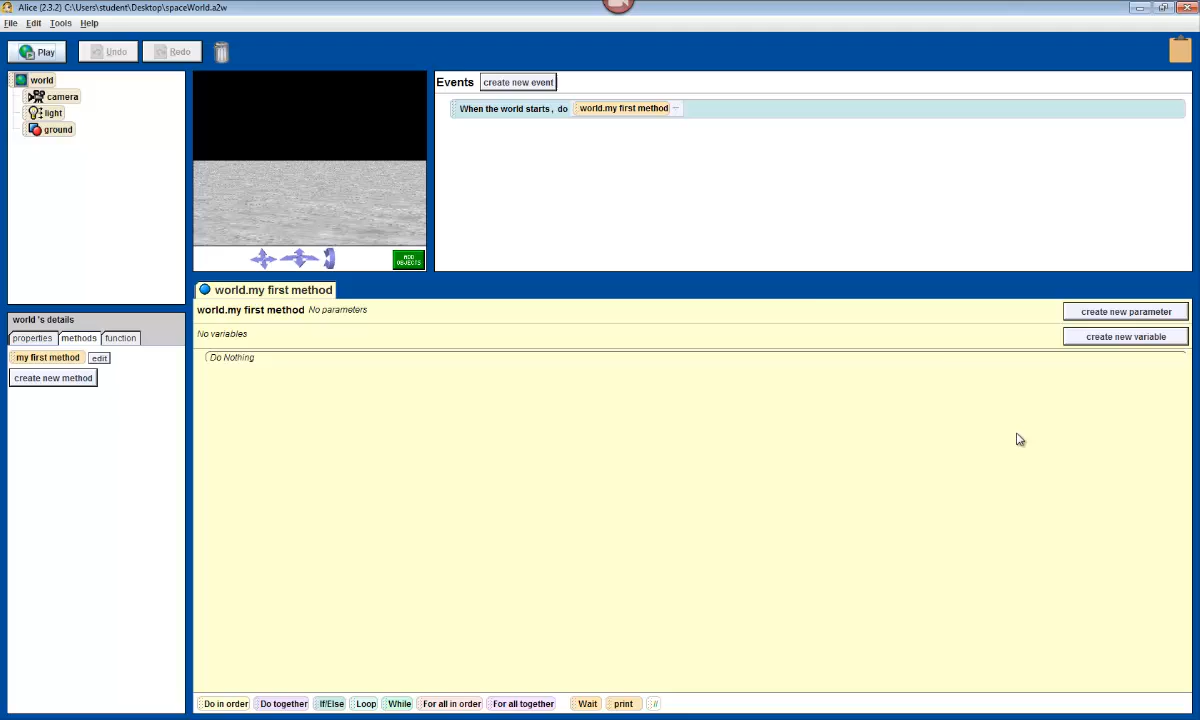 Alice (2.3.2) C:\Users\student\Desktop\spaceWorld.a2w
File Edit Tools Help
Play Undo Redo
world
camera
light
ground
ADD OBJECTS
Events create new event
When the world starts, do world.my first method
world 's details
properties methods function
my first method edit
create new method
world.my first method
world.my first method No parameters
create new parameter
No variables
create new variable
Do Nothing
Do in order Do together If/Else Loop While For all in order For all together Wait print //